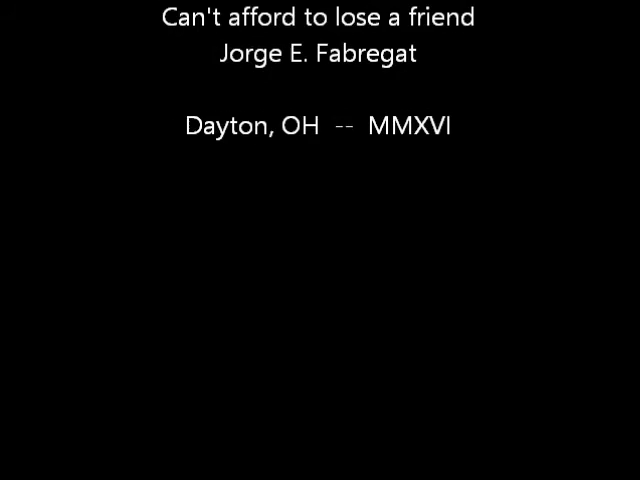 Can't afford to lose a friend
Jorge E. Fabregat
Dayton, OH -- MMXVI